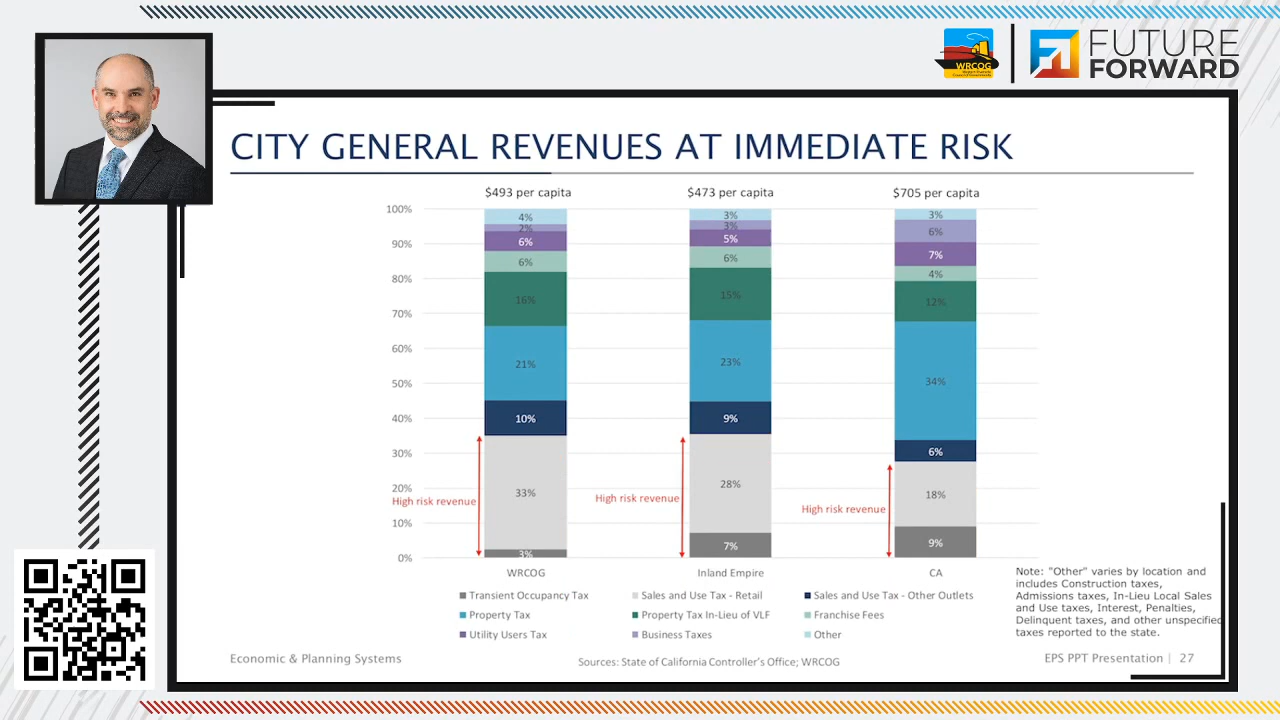 WRCOG
FUTURE
FORWARD
CITY GENERAL REVENUES AT IMMEDIATE RISK
$493 per capita
$473 per capita
$705 per capita
100%
90%
80%
70%
60%
50%
40%
30%
20%
10%
0%
4%
2%
6%
6%
16%
21%
10%
33%
3%
High risk revenue
WRCOG
3%
3%
5%
6%
15%
23%
9%
28%
7%
High risk revenue
Inland Empire
3%
6%
7%
4%
12%
34%
6%
18%
9%
High risk revenue
CA
Transient Occupancy Tax
Sales and Use Tax - Retail
Sales and Use Tax - Other Outlets
Property Tax
Property Tax In-Lieu of VLF
Franchise Fees
Utility Users Tax
Business Taxes
Other
Note: "Other" varies by location and
includes Construction taxes,
Admissions taxes, In-Lieu Local Sales
and Use taxes, Interest, Penalties,
Delinquent taxes, and other unspecified
taxes reported to the state.
Economic & Planning Systems
Sources: State of California Controller's Office; WRCOG
EPS PPT Presentation | 27